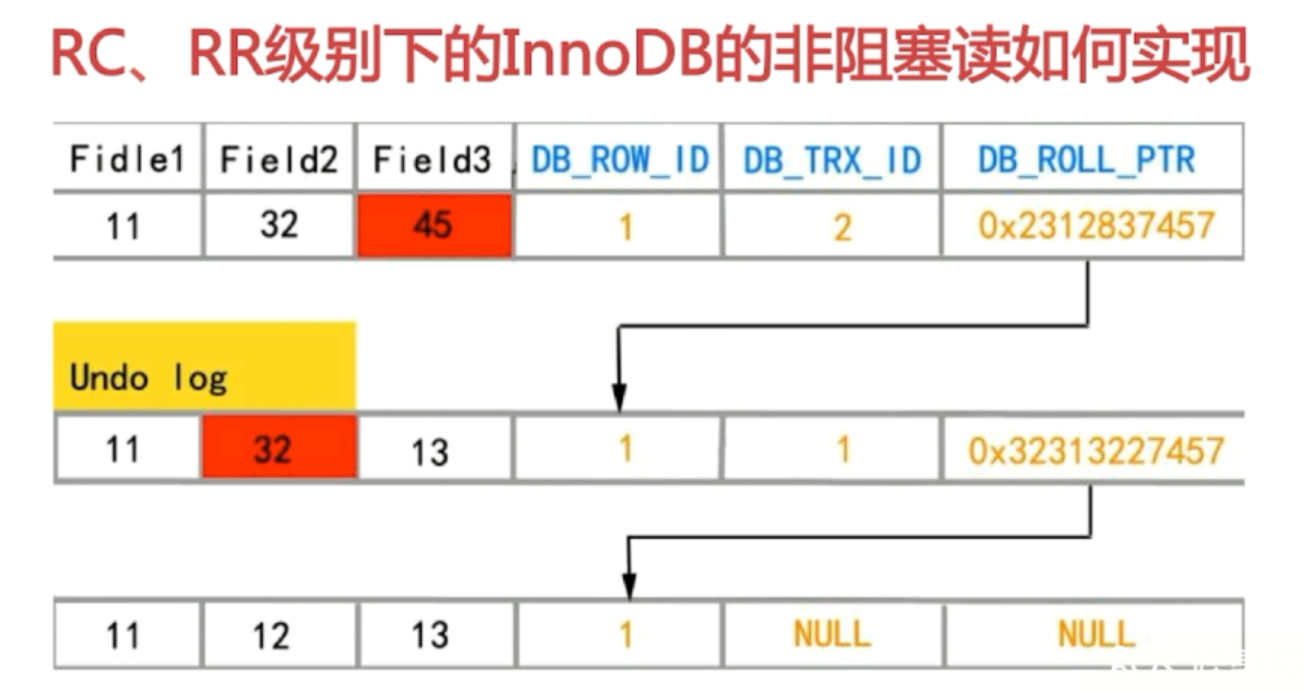 RC、RR级别下的InnoDB的非阻塞读如何实现
Fidle1 Field2 Field3 DB_ROW_ID DB_TRX_ID DB_ROLL_PTR
11 32 45 1 2 0x2312837457
Undo log
11 32 13 1 1 0x32313227457
11 12 13 1 NULL NULL